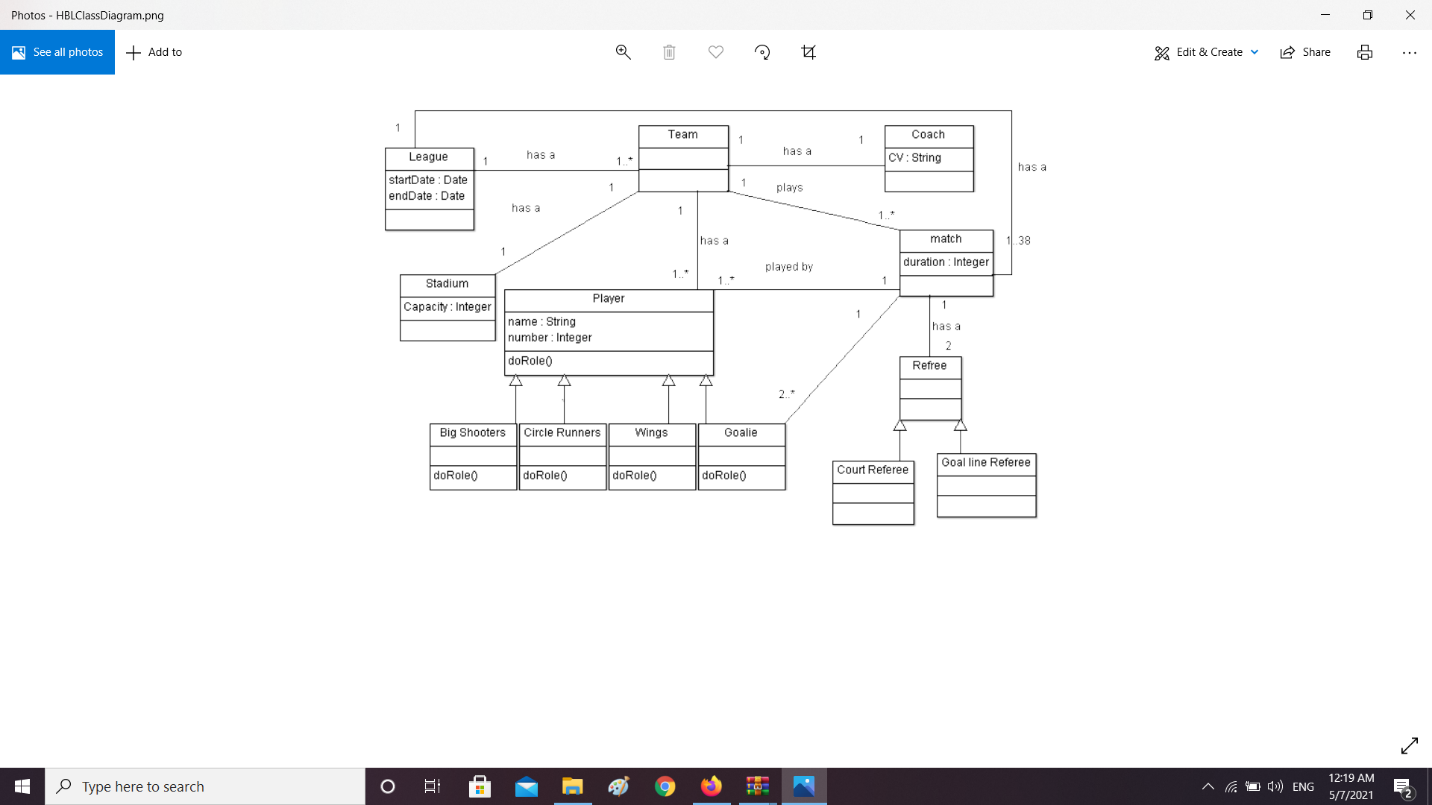 Photos - HBLClassDiagram.png
See all photos
Add to
Edit & Create
Share
1
Team
1
1
Coach
has a
League
1
has a
1..*
CV : String
has a
startDate : Date
endDate : Date
1
1
plays
has a
1
1..*
1
has a
match
1..38
duration : Integer
played by
1..*
1..*
1
Stadium
Capacity : Integer
Player
name : String
number : Integer
doRole()
1
1
has a
2
Refree
2..*
Big Shooters
doRole()
Circle Runners
doRole()
Wings
doRole()
Goalie
doRole()
Court Referee
Goal line Referee
Type here to search
ENG
12:19 AM
5/7/2021
2